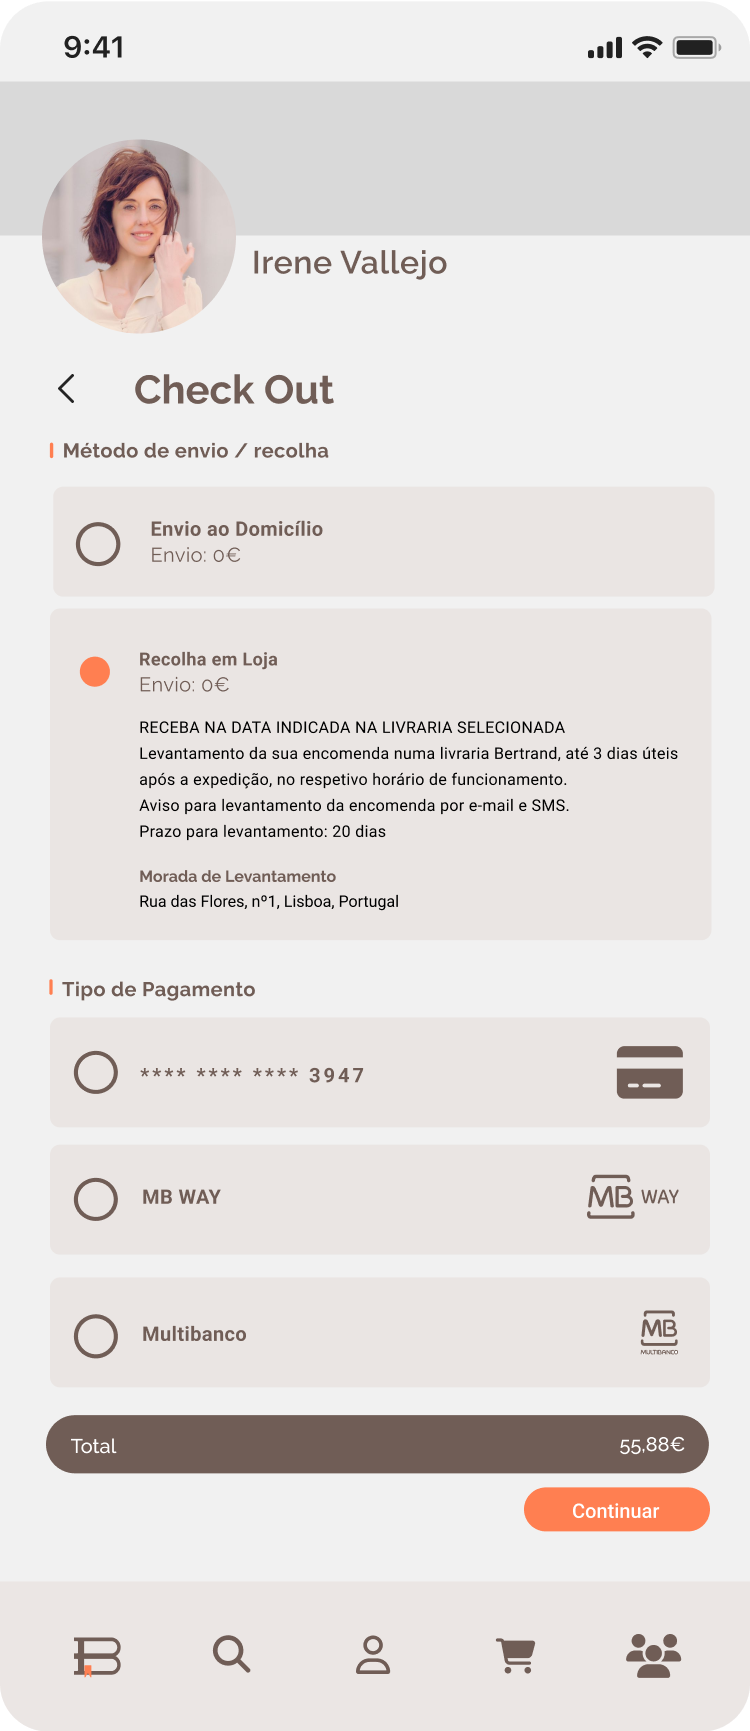 9:41
Irene Vallejo
Check Out
Método de envio / recolha
Envio ao Domicílio
Envio: 0€
Recolha em Loja
Envio: 0€
RECEBA NA DATA INDICADA NA LIVRARIA SELECIONADA
Levantamento da sua encomenda numa livraria Bertrand, até 3 dias úteis
após a expedição, no respetivo horário de funcionamento.
Aviso para levantamento da encomenda por e-mail e SMS.
Prazo para levantamento: 20 dias
Morada de Levantamento
Rua das Flores, nº1, Lisboa, Portugal
Tipo de Pagamento
**** **** **** 3947
MB WAY
MB WAY
Multibanco
MB
MULTIBANCO
Total 55,88€
Continuar